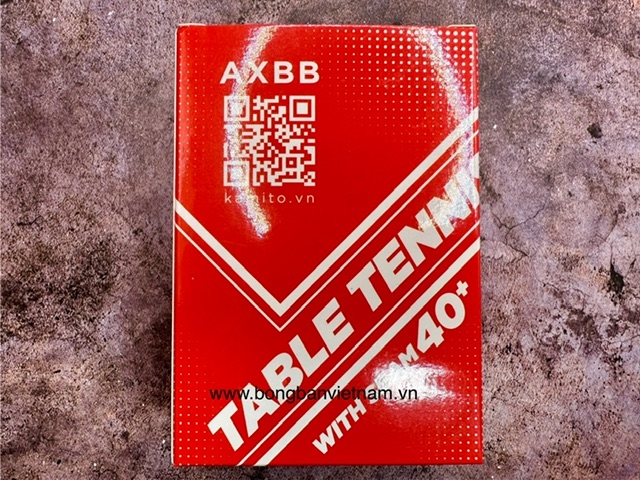 AXBB
kamito.vn
TABLE TENNI
WITH
40+
www.bongbanvietnam.vn